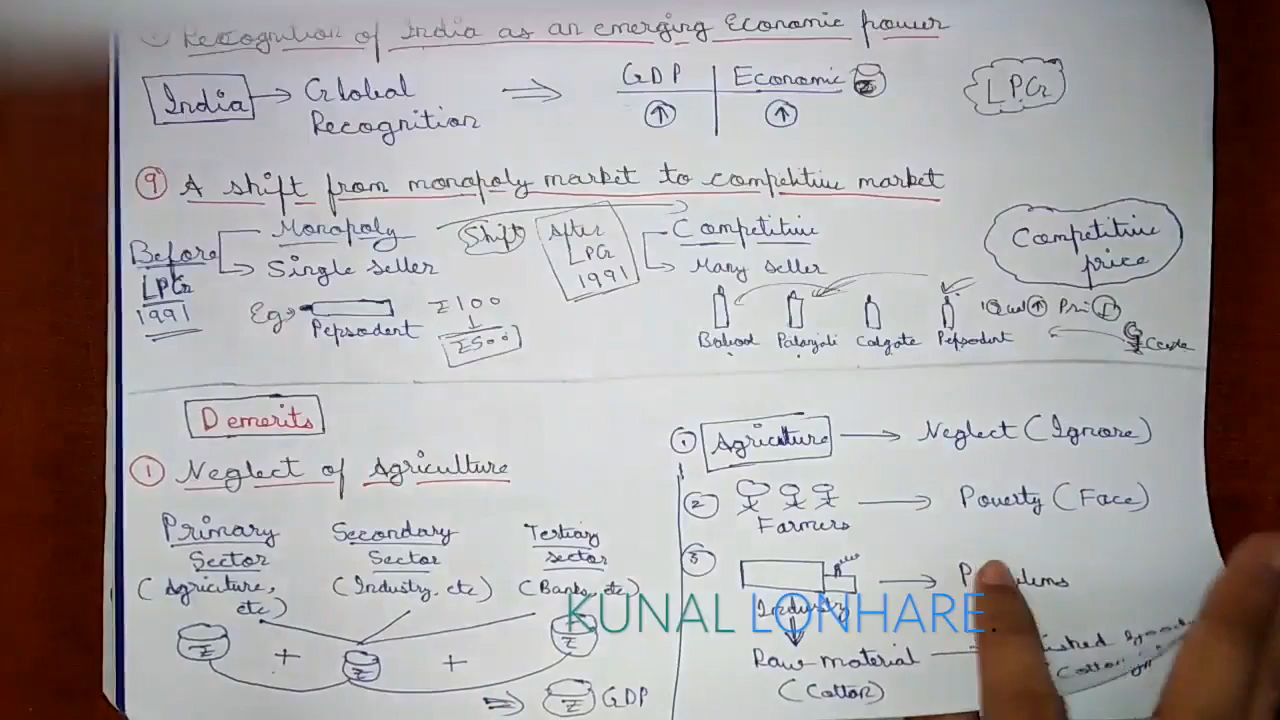 Recognition of India as an emerging Economic power
India → Global Recognition ⇒ GDP ↑ Economic ↑
LPG
9 A shift from monopoly market to competitive market
Before LPG 1991
Monopoly
Single seller
Shift
After LPG 1991
Competitive
Many seller
Competitive price
Eg → Pepsodent
₹100
↓
₹500
Babool Patanjali Colgate Pepsodent
Demerits
1 Neglect of Agriculture
Primary Sector
(Agriculture, etc)
Secondary Sector
(Industry, etc)
Tertiary sector
(Banks, etc)
+ +
⇒ GDP
1 Agriculture → Neglect (Ignore)
2 Farmers → Poverty (Face)
3 Industry →
↓
Raw-material →
(Cotton)
KUNAL LONHARE.